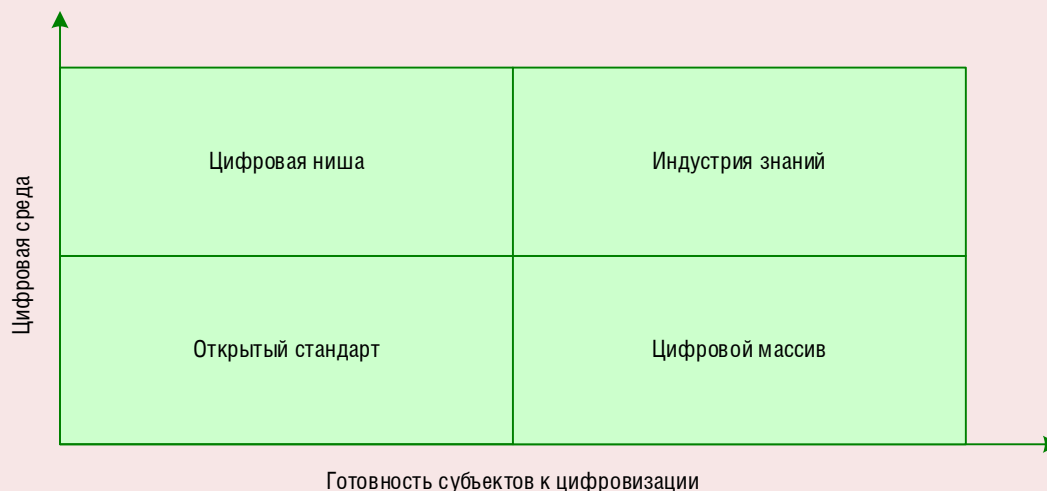 Цифровая ниша
Индустрия знаний
Цифровая среда
Открытый стандарт
Цифровой массив
Готовность субъектов к цифровизации